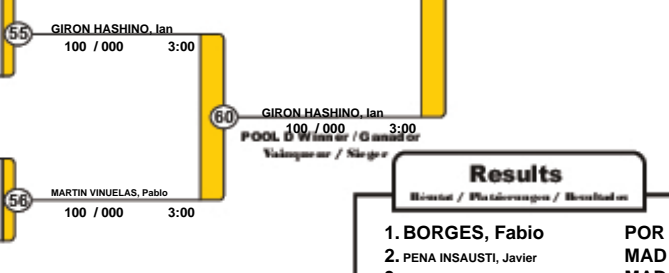 55
GIRON HASHINO, Ian
100 / 000 3:00
60
GIRON HASHINO, Ian
100 / 000 3:00
POOL D Winner / Ganador
Vainqueur / Sieger
56
MARTIN VINUELAS, Pablo
100 / 000 3:00
Results
/ Platzierungen / Resultados
1. BORGES, Fabio POR
2. PENA INSAUSTI, Javier MAD